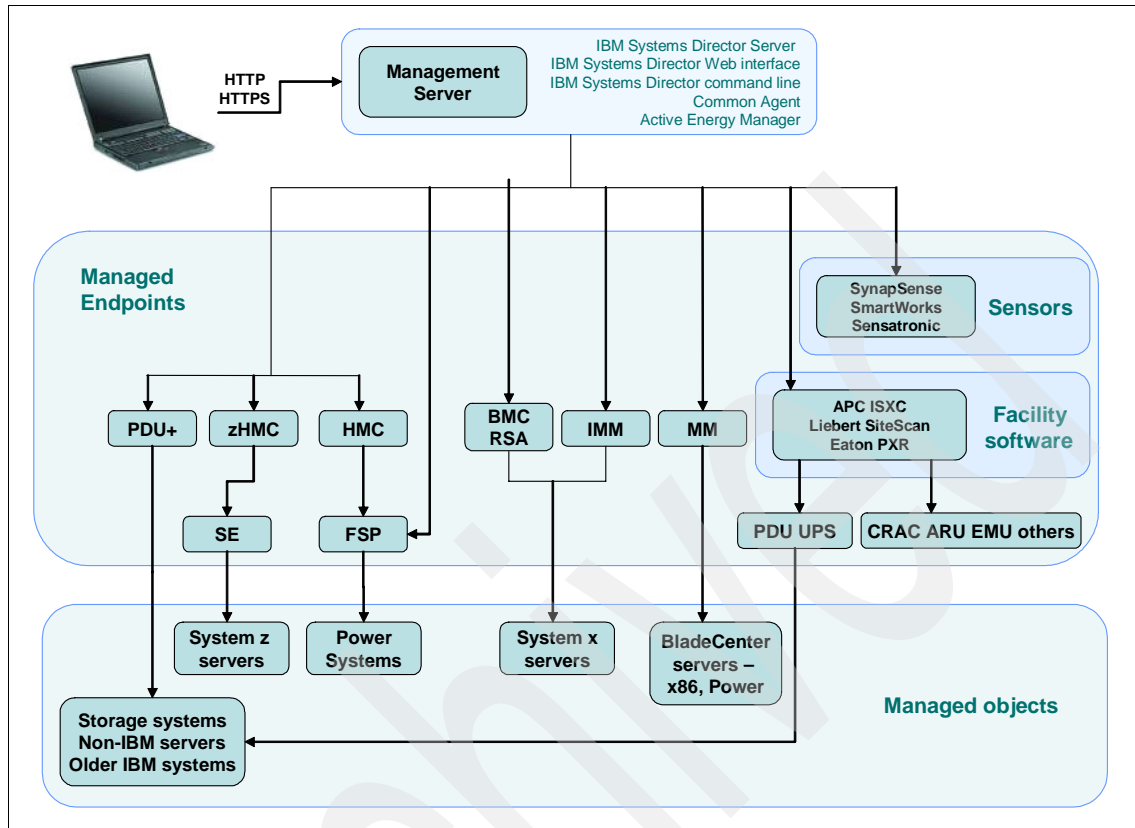 HTTP
HTTPS
Management
Server
IBM Systems Director Server
IBM Systems Director Web interface
IBM Systems Director command line
Common Agent
Active Energy Manager
Managed
Endpoints
SynapSense
SmartWorks
Sensatronic
Sensors
PDU+
zHMC
HMC
BMC
RSA
IMM
MM
APC ISXC
Liebert SiteScan
Eaton PXR
Facility
software
SE
FSP
PDU UPS
CRAC ARU EMU others
System z
servers
Power
Systems
System x
servers
BladeCenter
servers –
x86, Power
Managed objects
Storage systems
Non-IBM servers
Older IBM systems